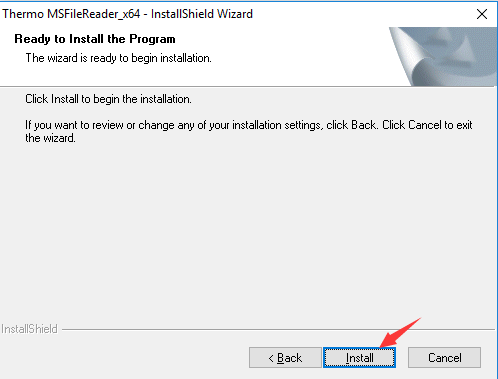 Thermo MSFileReader_x64 - InstallShield Wizard
Ready to Install the Program
The wizard is ready to begin installation.
Click Install to begin the installation.
If you want to review or change any of your installation settings, click Back. Click Cancel to exit
the wizard.
InstallShield
< Back
Install
Cancel